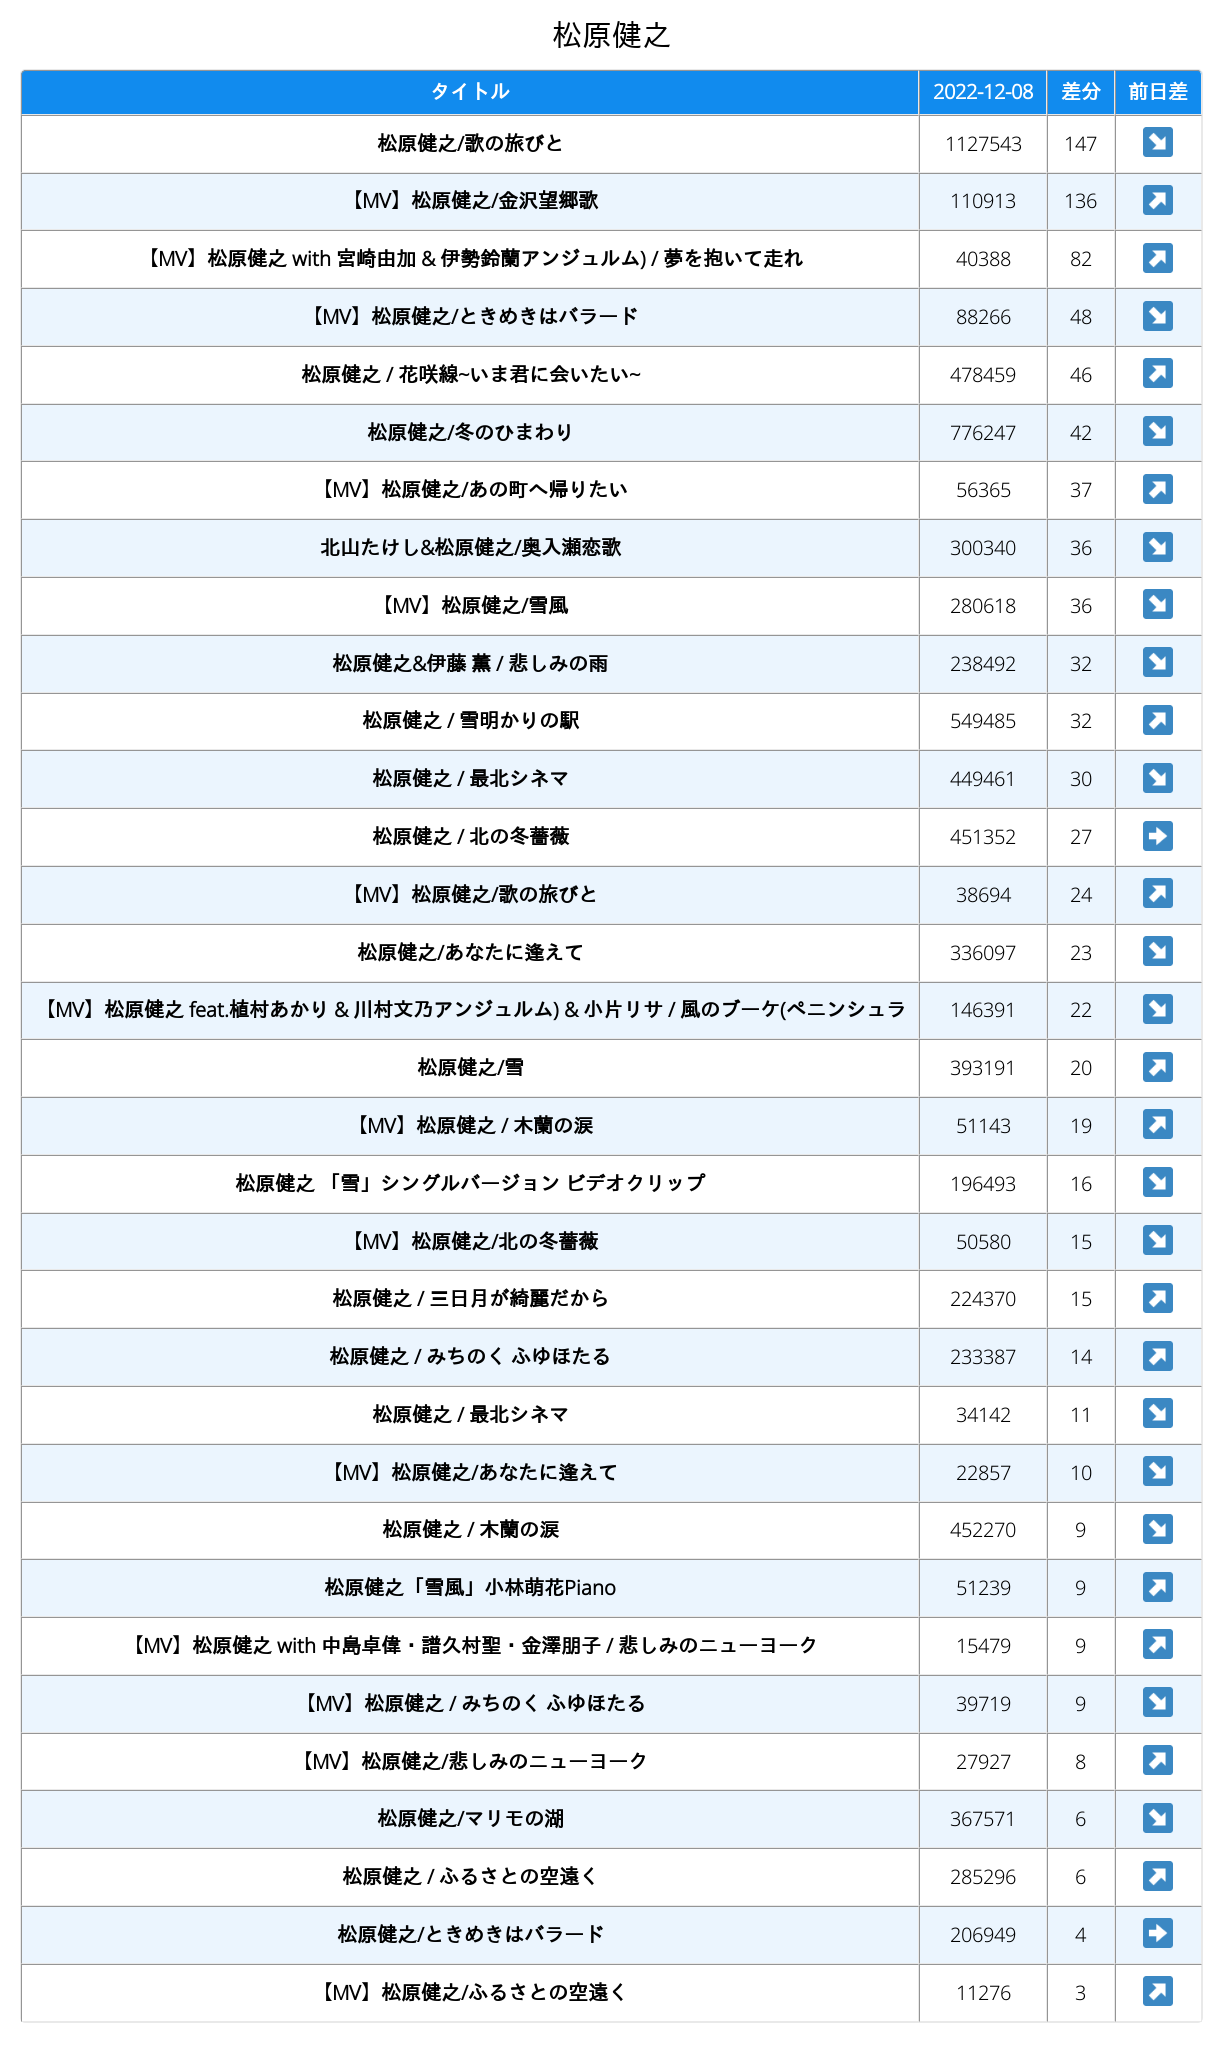 松原健之
タイトル 2022-12-08 差分 前日差
松原健之/歌の旅びと 1127543 147 ↘
【MV】松原健之/金沢望郷歌 110913 136 ↗
【MV】松原健之 with 宮崎由加 & 伊勢鈴蘭アンジュルム) / 夢を抱いて走れ 40388 82 ↗
【MV】松原健之/ときめきはバラード 88266 48 ↘
松原健之 / 花咲線~いま君に会いたい~ 478459 46 ↗
松原健之/冬のひまわり 776247 42 ↘
【MV】松原健之/あの町へ帰りたい 56365 37 ↗
北山たけし&松原健之/奥入瀬恋歌 300340 36 ↘
【MV】松原健之/雪風 280618 36 ↘
松原健之&伊藤 薫 / 悲しみの雨 238492 32 ↘
松原健之 / 雪明かりの駅 549485 32 ↗
松原健之 / 最北シネマ 449461 30 ↘
松原健之 / 北の冬薔薇 451352 27 ➡
【MV】松原健之/歌の旅びと 38694 24 ↗
松原健之/あなたに逢えて 336097 23 ↘
【MV】松原健之 feat.植村あかり & 川村文乃アンジュルム) & 小片リサ / 風のブーケ(ペニンシュラ 146391 22 ↘
松原健之/雪 393191 20 ↗
【MV】松原健之 / 木蘭の涙 51143 19 ↗
松原健之 「雪」シングルバージョン ビデオクリップ 196493 16 ↘
【MV】松原健之/北の冬薔薇 50580 15 ↘
松原健之 / 三日月が綺麗だから 224370 15 ↗
松原健之 / みちのく ふゆほたる 233387 14 ↗
松原健之 / 最北シネマ 34142 11 ↘
【MV】松原健之/あなたに逢えて 22857 10 ↘
松原健之 / 木蘭の涙 452270 9 ↘
松原健之「雪風」小林萌花Piano 51239 9 ↗
【MV】松原健之 with 中島卓偉・譜久村聖・金澤朋子 / 悲しみのニューヨーク 15479 9 ↗
【MV】松原健之 / みちのく ふゆほたる 39719 9 ↘
【MV】松原健之/悲しみのニューヨーク 27927 8 ↗
松原健之/マリモの湖 367571 6 ↘
松原健之 / ふるさとの空遠く 285296 6 ↗
松原健之/ときめきはバラード 206949 4 ➡
【MV】松原健之/ふるさとの空遠く 11276 3 ↗